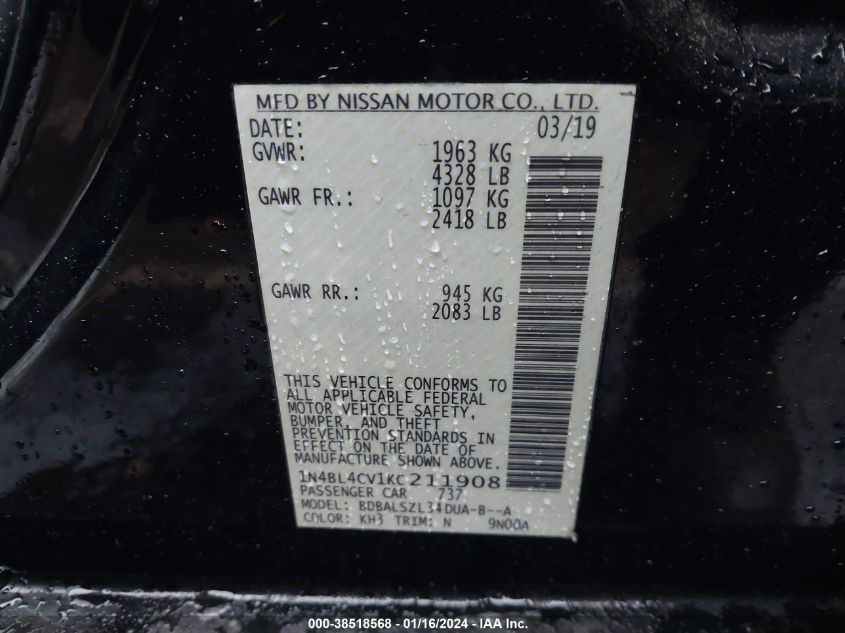 MFD BY NISSAN MOTOR CO., LTD.
DATE: 03/19
GVWR: 1963 KG
4328 LB
GAWR FR.: 1097 KG
2418 LB
GAWR RR.: 945 KG
2083 LB
THIS VEHICLE CONFORMS TO
ALL APPLICABLE FEDERAL
MOTOR VEHICLE SAFETY,
BUMPER, AND THEFT
PREVENTION STANDARDS IN
EFFECT ON THE DATE OF
MANUFACTURE SHOWN ABOVE.
1N4BL4CV1KC211908
PASSENGER CAR 737
MODEL: BDBALSZL34DUA-B--A
COLOR: KH3 TRIM: N 9N00A
000-38518568 - 01/16/2024 - IAA Inc.